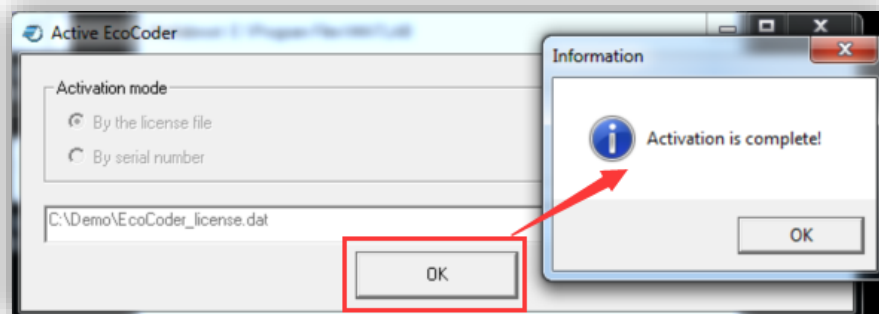 Active EcoCoder
Information
Activation mode
By the license file
By serial number
Activation is complete!
C:\Demo\EcoCoder_license.dat
OK
OK